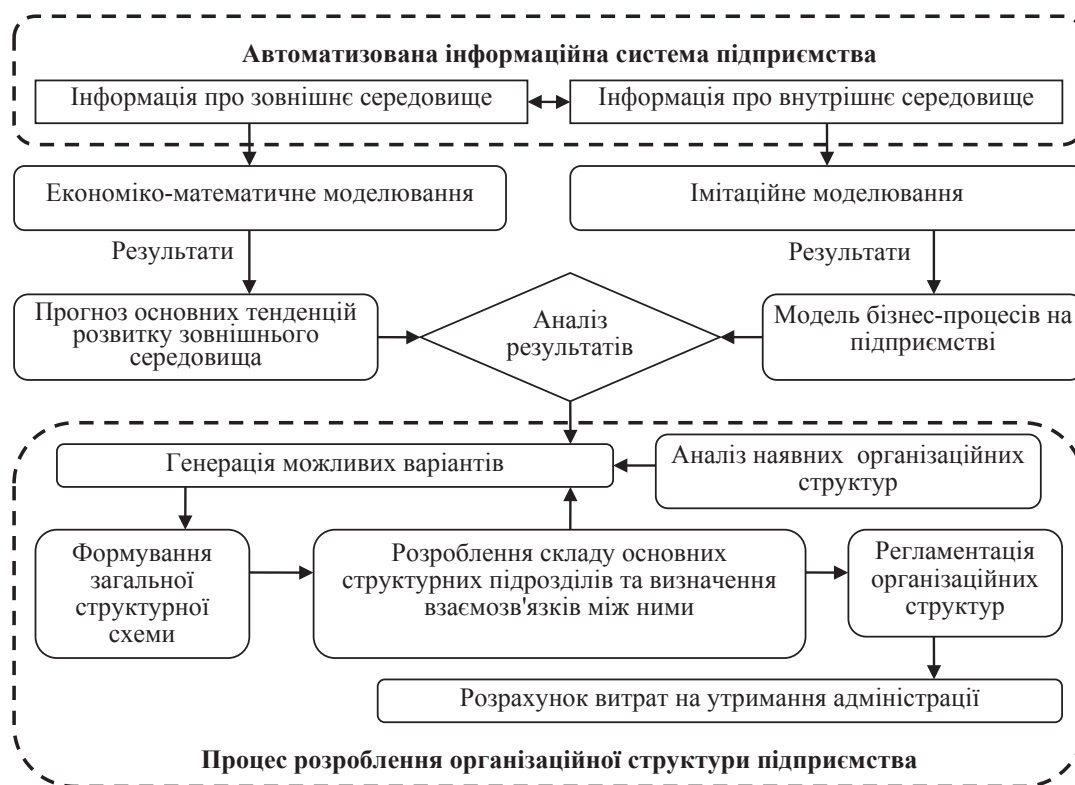 Автоматизована інформаційна система підприємства
Інформація про зовнішнє середовище
Інформація про внутрішнє середовище
Економіко-математичне моделювання
Імітаційне моделювання
Результати
Результати
Прогноз основних тенденцій
розвитку зовнішнього
середовища
Аналіз
результатів
Модель бізнес-процесів на
підприємстві
Генерація можливих варіантів
Аналіз наявних організаційних
структур
Формування
загальної
структурної
схеми
Розроблення складу основних
структурних підрозділів та визначення
взаємозв'язків між ними
Регламентація
організаційних
структур
Розрахунок витрат на утримання адміністрації
Процес розроблення організаційної структури підприємства